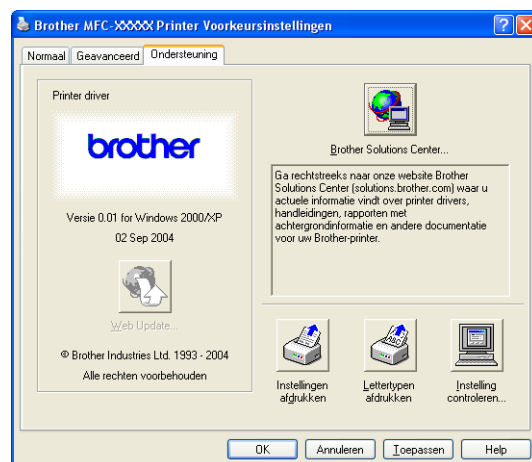 Brother MFC-XXXXX Printer Voorkeursinstellingen
Normaal
Geavanceerd
Ondersteuning
Printer driver
brother
Versie 0.01 for Windows 2000/XP
02 Sep 2004
Web Update...
© Brother Industries Ltd. 1993 - 2004
Alle rechten voorbehouden
Brother Solutions Center...
Ga rechtstreeks naar onze website Brother
Solutions Center (solutions.brother.com) waar u
actuele informatie vindt over printer drivers,
handleidingen, rapporten met
achtergrondinformatie en andere documentatie
voor uw Brother-printer.
Instellingen
afdrukken
ABC
Lettertypen
afdrukken
Instelling
controleren...
OK
Annuleren
Toepassen
Help